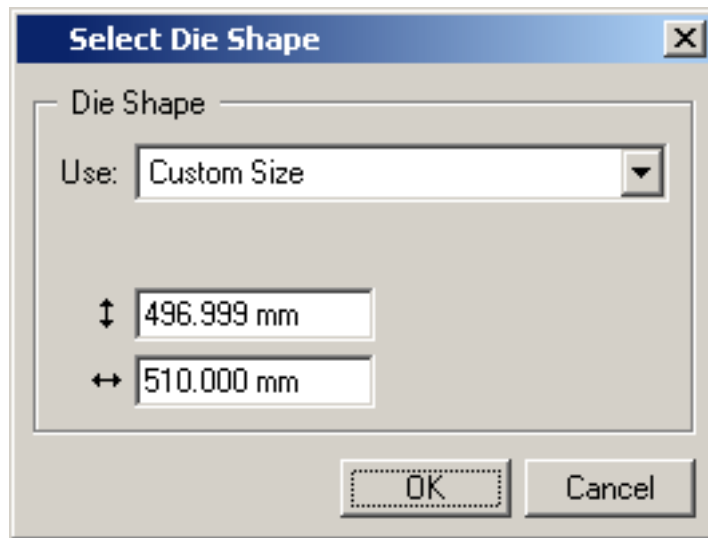 Select Die Shape
Die Shape
Use: Custom Size
496.999 mm
510.000 mm
OK Cancel